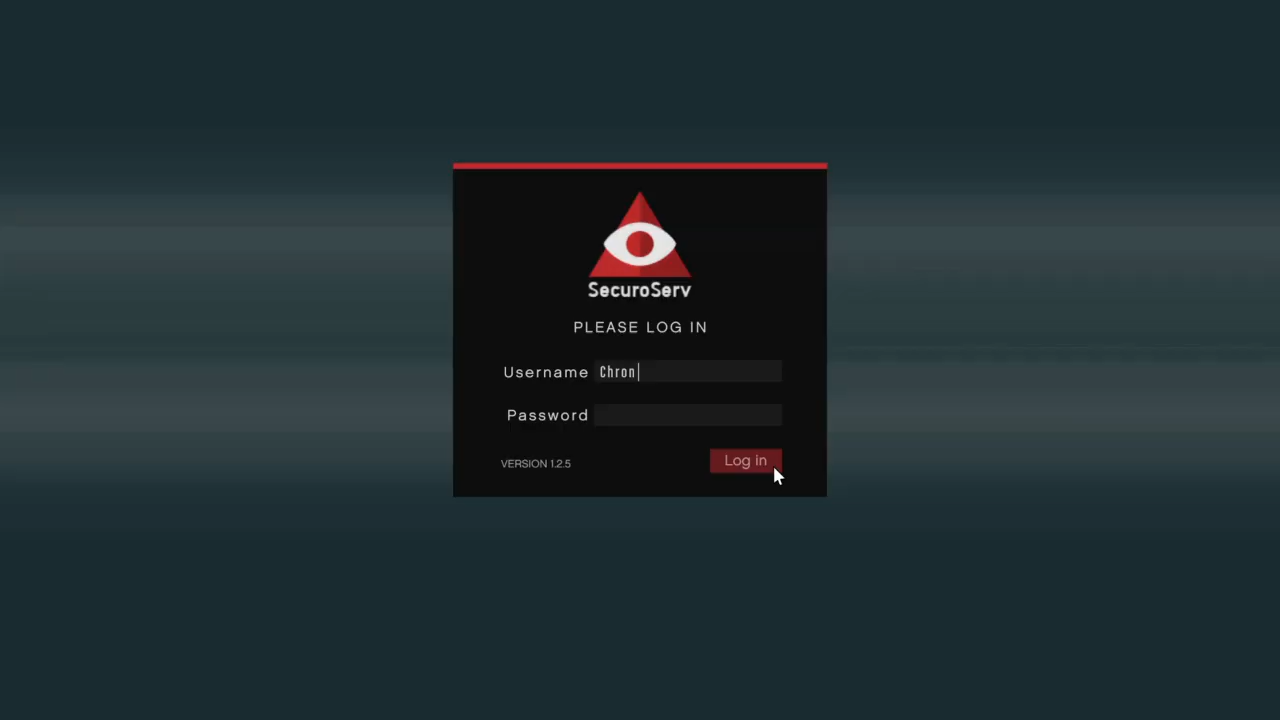 SecuroServ
PLEASE LOG IN
Username Chron
Password
VERSION 1.2.5 Log in